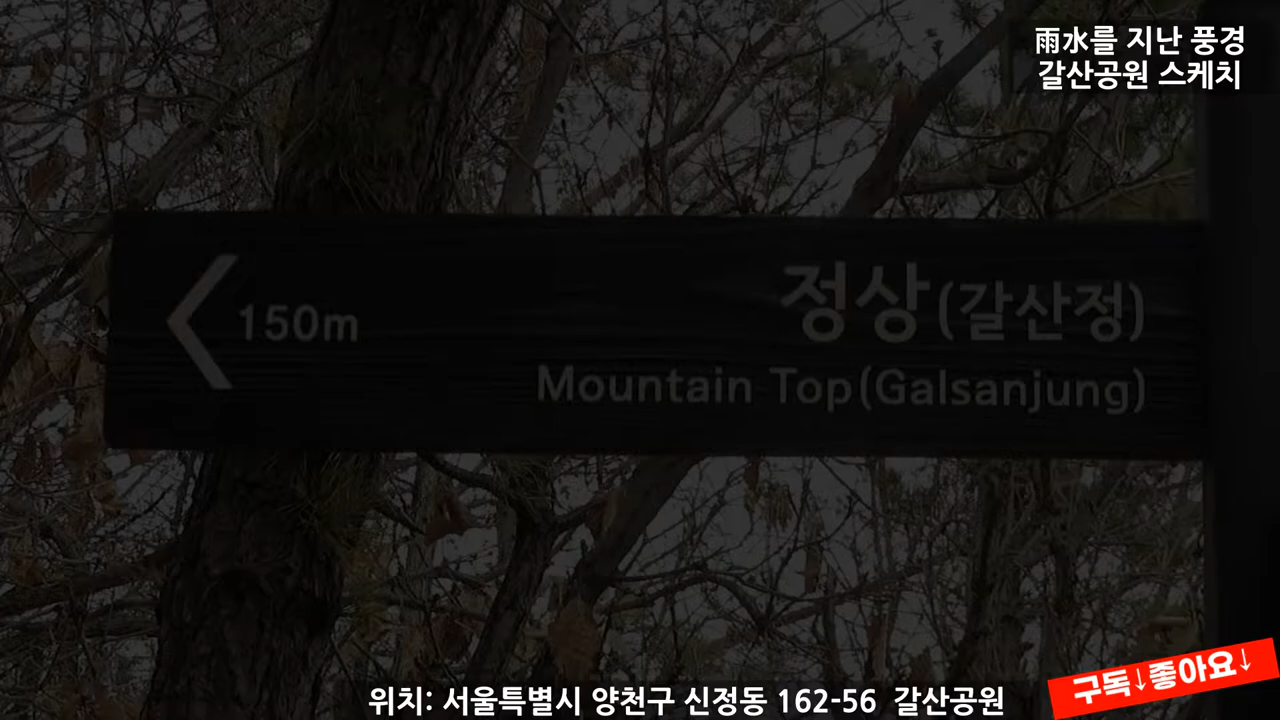 雨水를 지난 풍경
갈산공원 스케치
150m
정상(갈산정)
Mountain Top(Galsanjung)
위치: 서울특별시 양천구 신정동 162-56 갈산공원
구독↓좋아요↓